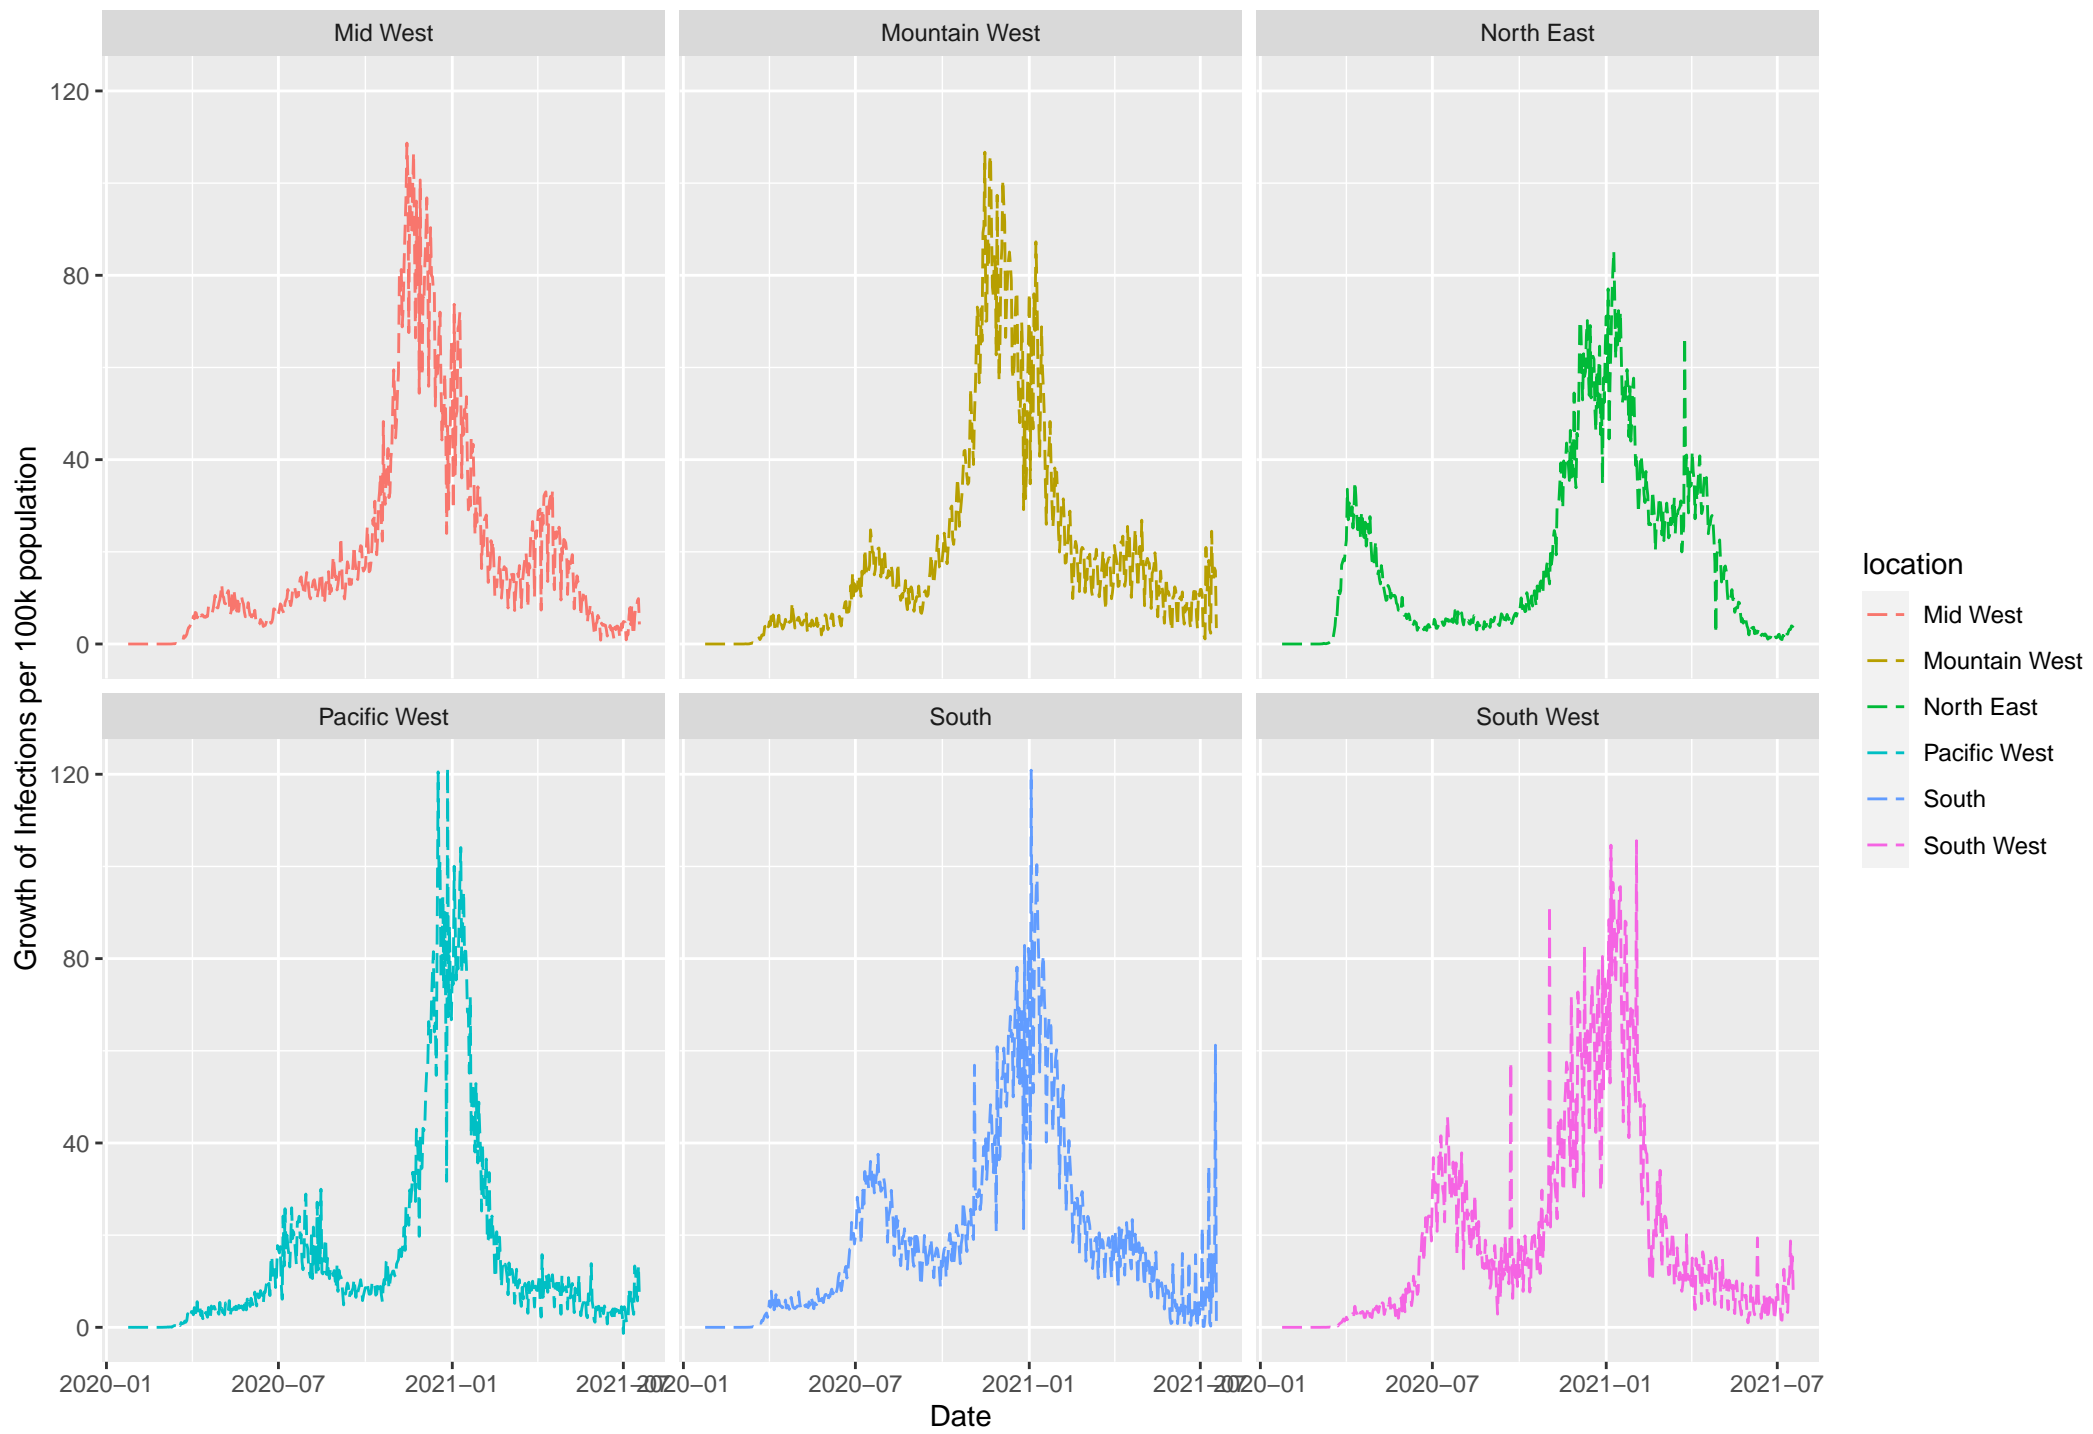 Mid West
Mountain West
North East
120
80
40
0
Growth of Infections per 100k population
Pacific West
South
South West
120
80
40
0
2020−01
2020−07
2021−01
2021−07
2020−01
2020−07
2021−01
2021−07
2020−01
2020−07
2021−01
2021−07
Date
location
Mid West
Mountain West
North East
Pacific West
South
South West